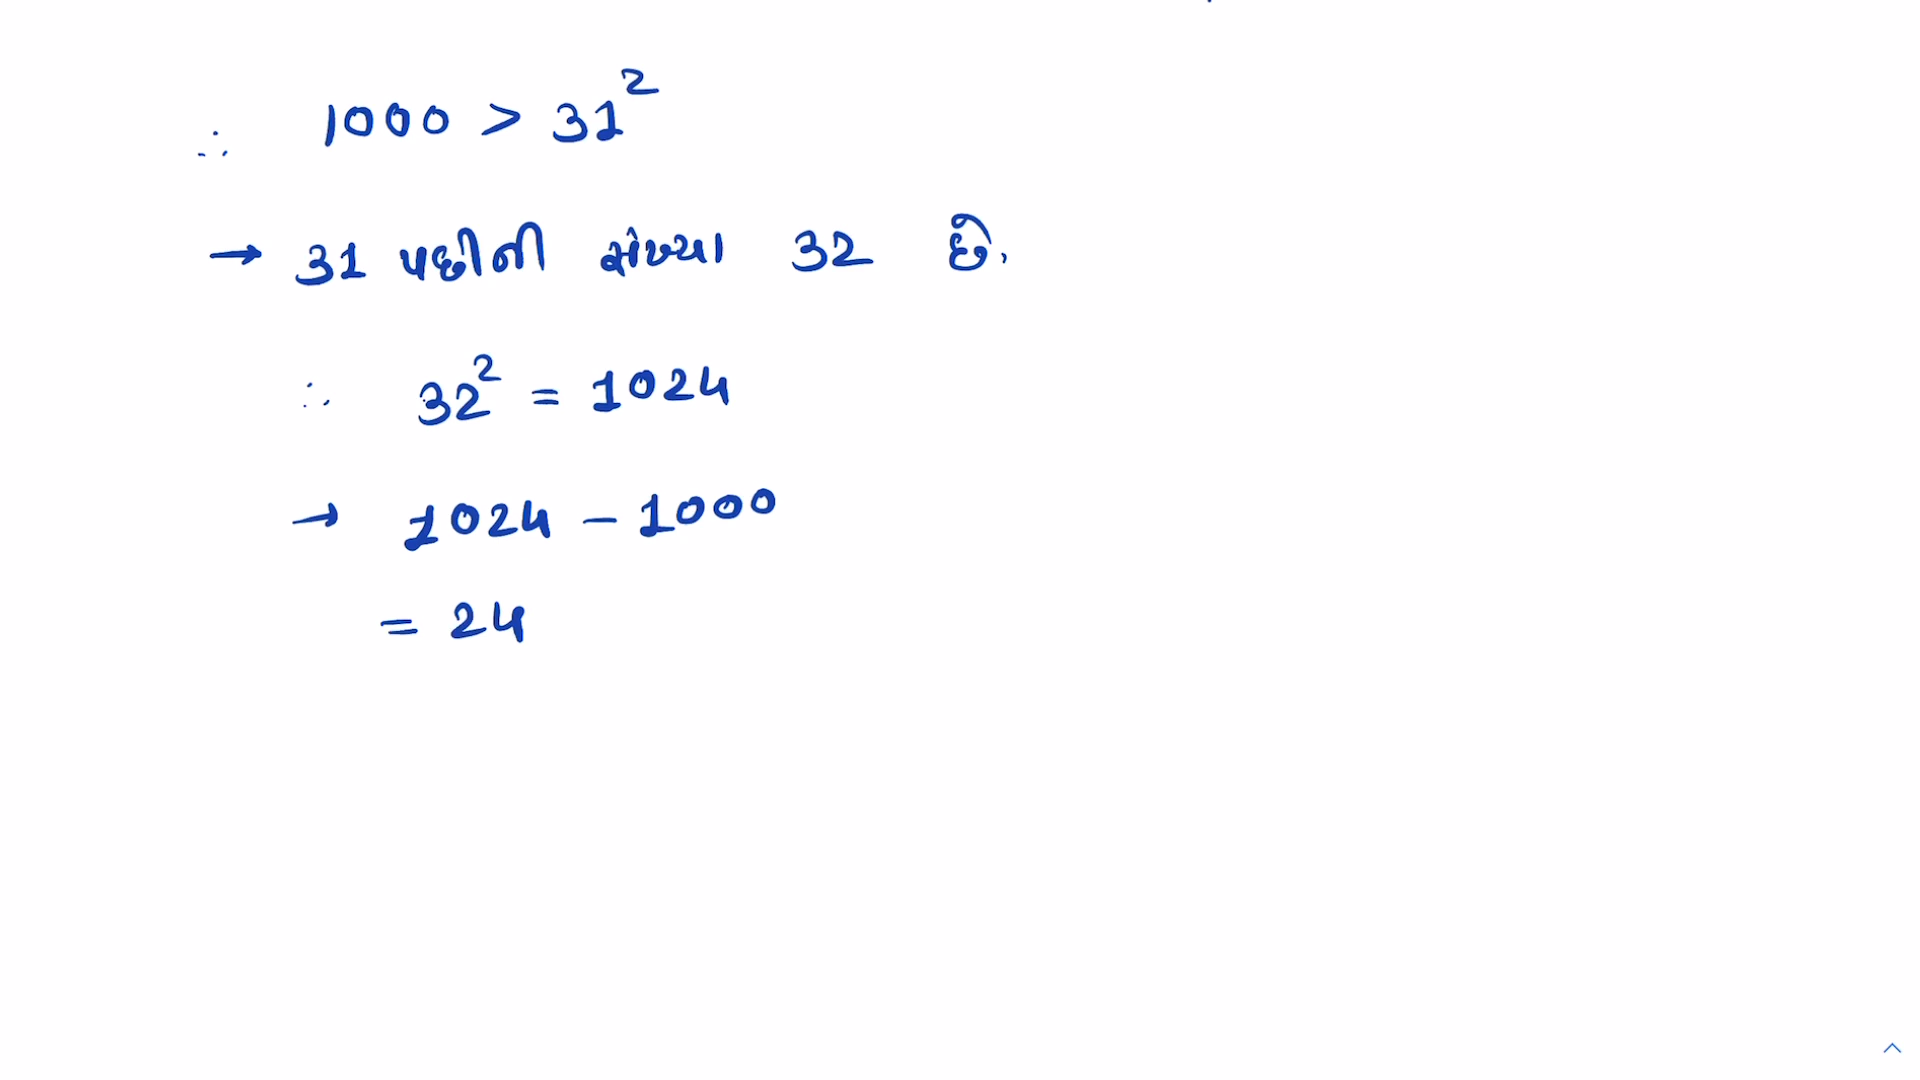 ∴ 1000 > 31²
→ 31 પછીની સંખ્યા 32 છે.
∴ 32² = 1024
→ 1024 - 1000
= 24